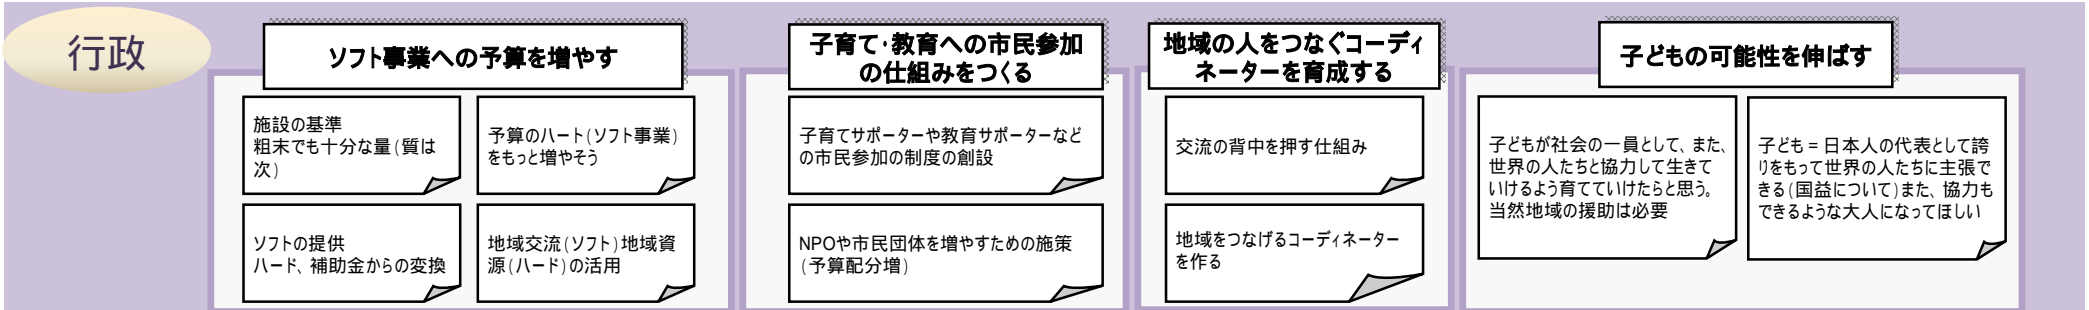 行政
ソフト事業への予算を増やす
施設の基準
粗末でも十分な量(質は
次)
予算のハート(ソフト事業)
をもっと増やそう
ソフトの提供
ハード、補助金からの変換
地域交流(ソフト)地域資
源(ハード)の活用
子育て・教育への市民参加
の仕組みをつくる
子育てサポーターや教育サポーターなど
の市民参加の制度の創設
NPOや市民団体を増やすための施策
(予算配分増)
地域の人をつなぐコーディ
ネーターを育成する
交流の背中を押す仕組み
地域をつなげるコーディネーター
を作る
子どもの可能性を伸ばす
子どもが社会の一員として、また、
世界の人たちと協力して生きて
いけるよう育てていけたらと思う。
当然地域の援助は必要
子ども=日本人の代表として誇
りをもって世界の人たちに主張で
きる(国益について)また、協力も
できるような大人になってほしい